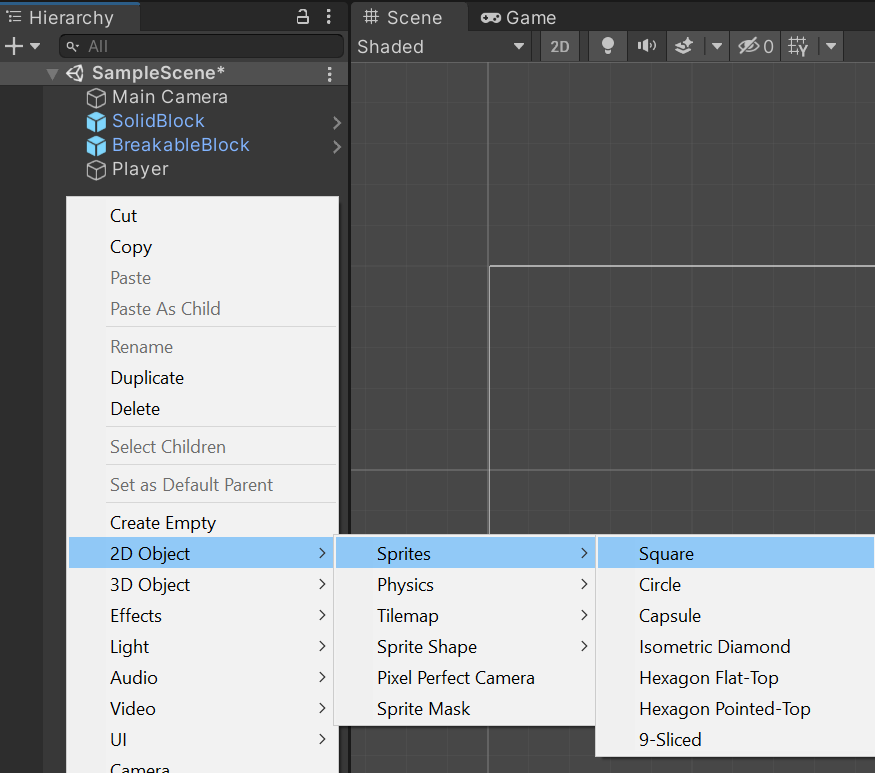 Hierarchy
All
SampleScene*
Main Camera
SolidBlock
BreakableBlock
Player
Scene
Game
Shaded
2D
0
Cut
Copy
Paste
Paste As Child
Rename
Duplicate
Delete
Select Children
Set as Default Parent
Create Empty
2D Object
3D Object
Effects
Light
Audio
Video
UI
Camera
Sprites
Physics
Tilemap
Sprite Shape
Pixel Perfect Camera
Sprite Mask
Square
Circle
Capsule
Isometric Diamond
Hexagon Flat-Top
Hexagon Pointed-Top
9-Sliced